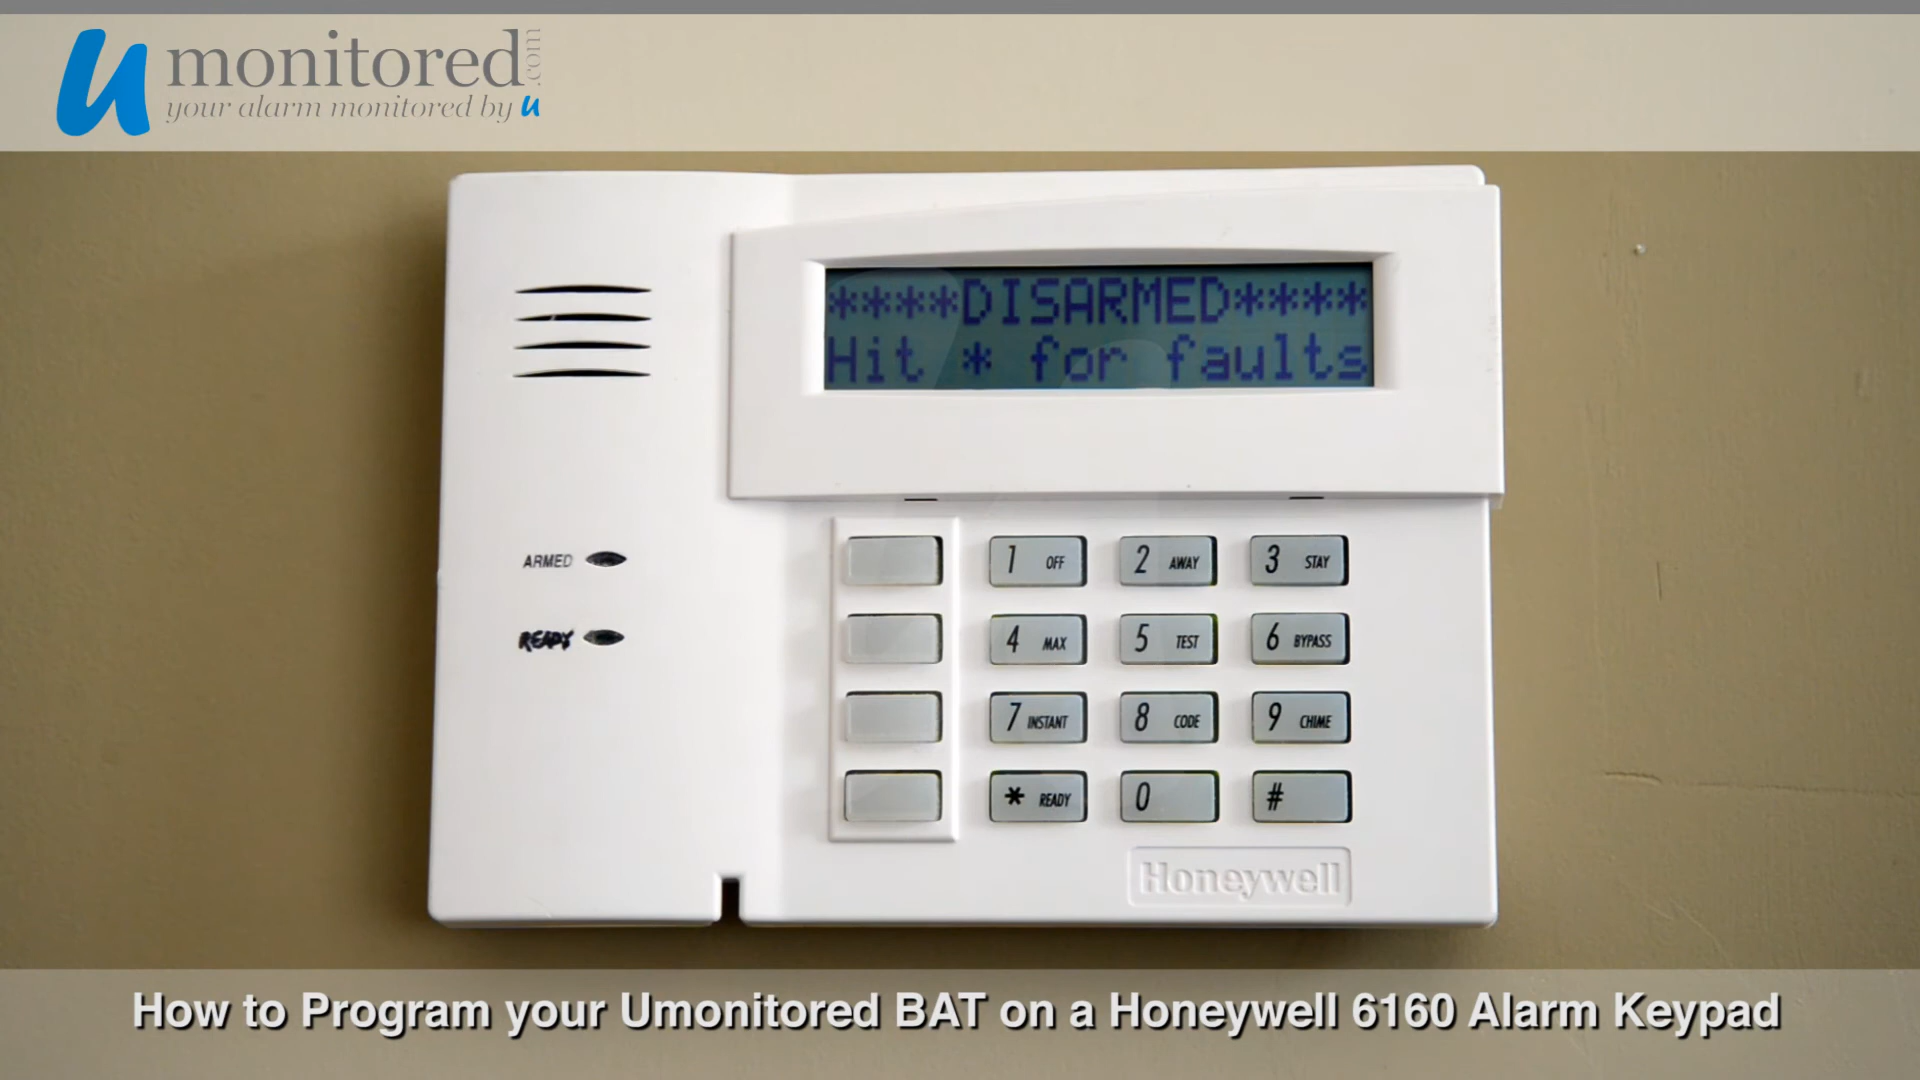 u monitored.com
your alarm monitored by u
****DISARMED****
Hit * for faults
ARMED
READY
1 OFF
2 AWAY
3 STAY
4 MAX
5 TEST
6 BYPASS
7 INSTANT
8 CODE
9 CHIME
* READY
0
#
Honeywell
How to Program your Umonitored BAT on a Honeywell 6160 Alarm Keypad